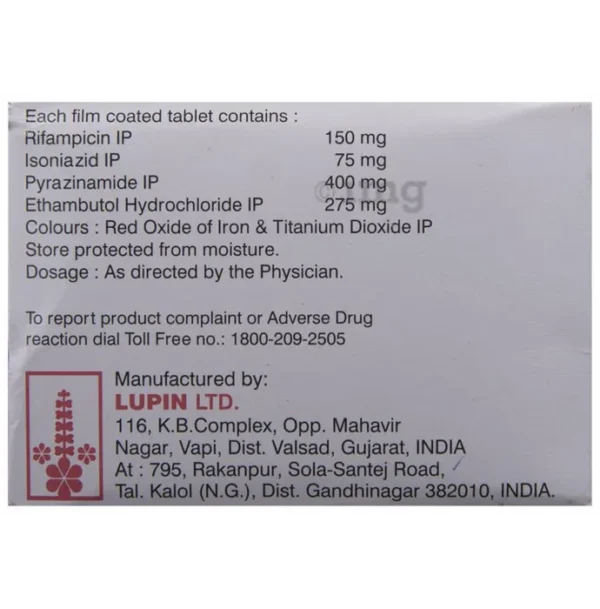 Each film coated tablet contains :
Rifampicin IP 150 mg
Isoniazid IP 75 mg
Pyrazinamide IP 400 mg
Ethambutol Hydrochloride IP 275 mg
Colours : Red Oxide of Iron & Titanium Dioxide IP
Store protected from moisture.
Dosage : As directed by the Physician.
To report product complaint or Adverse Drug
reaction dial Toll Free no.: 1800-209-2505
Manufactured by:
LUPIN LTD.
116, K.B.Complex, Opp. Mahavir
Nagar, Vapi, Dist. Valsad, Gujarat, INDIA
At : 795, Rakanpur, Sola-Santej Road,
Tal. Kalol (N.G.), Dist. Gandhinagar 382010, INDIA.